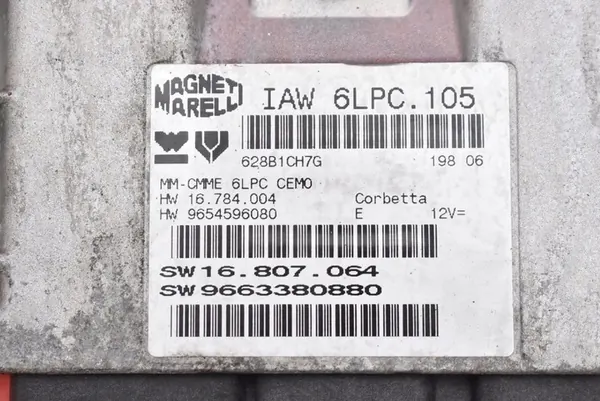 MAGNETI MARELLI
IAW 6LPC.105
628B1CH7G 198 06
MM-CMME 6LPC CEMO
HW 16.784.004 Corbetta
HW 9654596080 E 12V=
SW16.807.064
SW9663380880